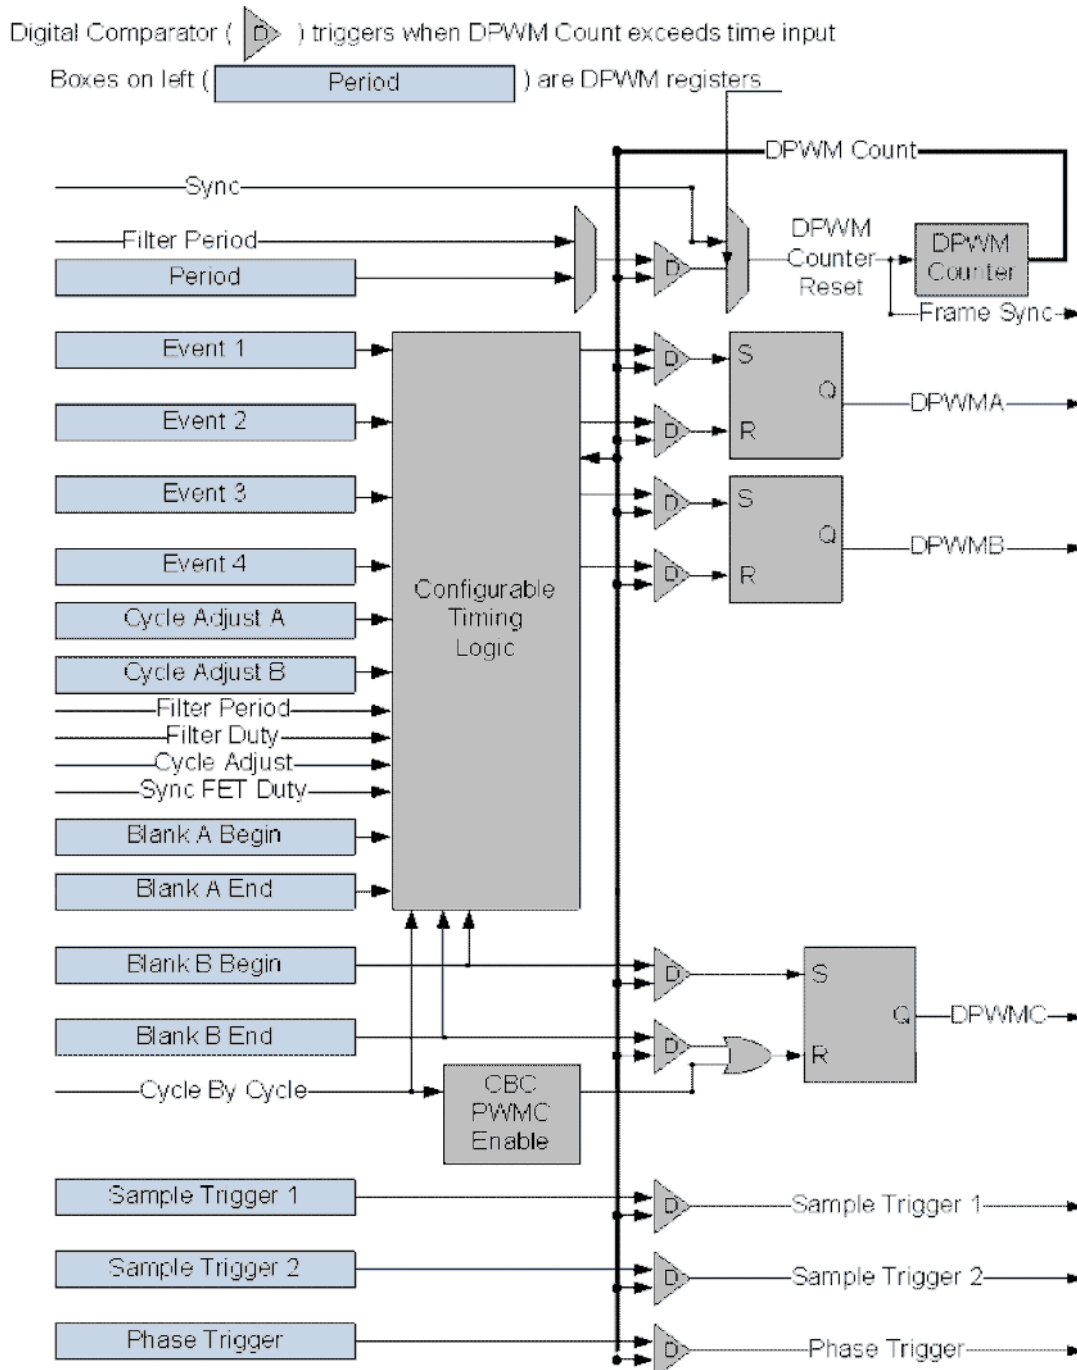 Digital Comparator ( D ) triggers when DPWM Count exceeds time input
Boxes on left ( Period ) are DPWM registers
DPWM Count
Sync
Filter Period
Period
D
DPWM
Counter
Reset
DPWM
Counter
Frame Sync
Event 1
D
S
Q
DPWMA
Event 2
D
R
Event 3
D
S
Q
DPWMB
Event 4
D
R
Configurable
Timing
Logic
Cycle Adjust A
Cycle Adjust B
Filter Period
Filter Duty
Cycle Adjust
Sync FET Duty
Blank A Begin
Blank A End
Blank B Begin
D
S
Q
DPWMC
Blank B End
D
R
Cycle By Cycle
CBC
PWMC
Enable
Sample Trigger 1
D
Sample Trigger 1
Sample Trigger 2
D
Sample Trigger 2
Phase Trigger
D
Phase Trigger